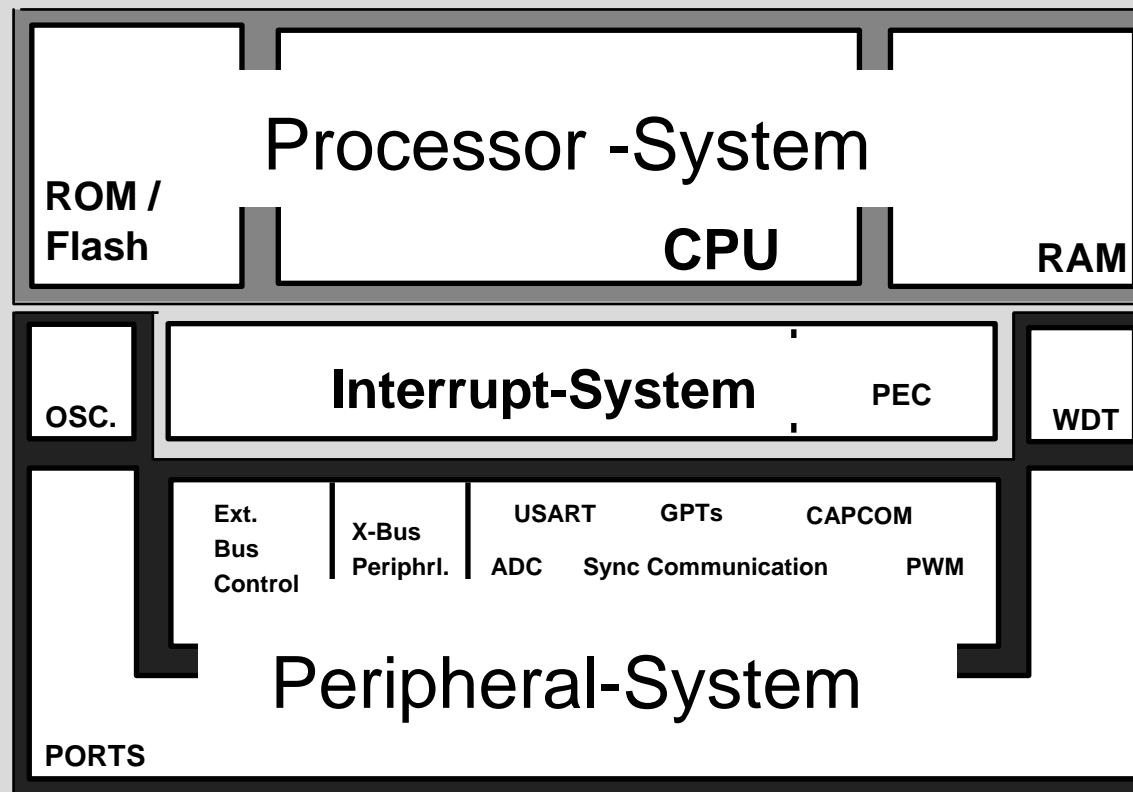 Processor -System
ROM /
Flash
CPU
RAM
OSC.
Interrupt-System
PEC
WDT
Ext.
Bus
Control
X-Bus
Periphrl.
USART GPTs CAPCOM
ADC Sync Communication PWM
Peripheral-System
PORTS